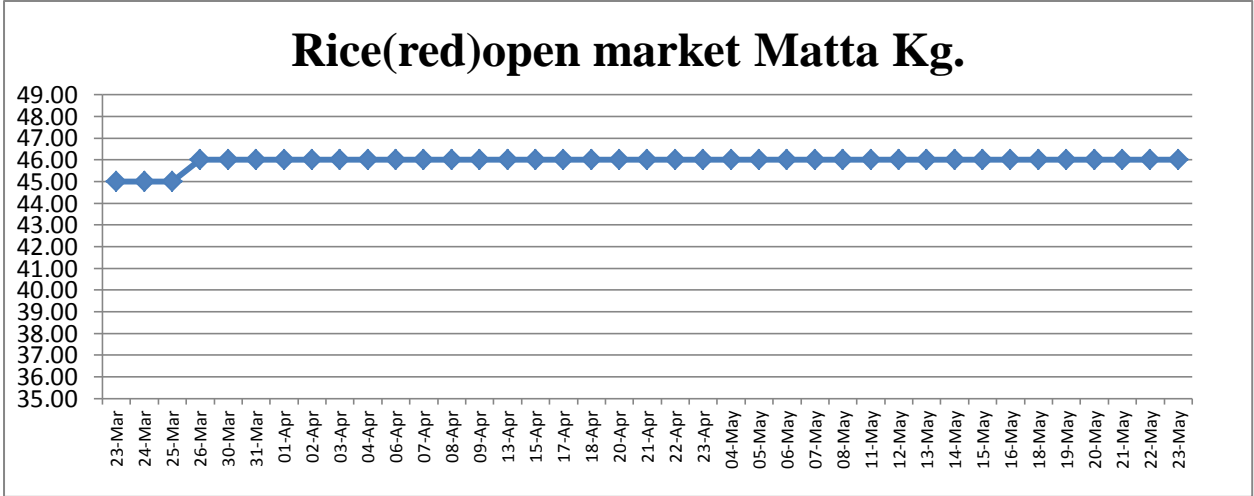 Rice(red)open market Matta Kg.
49.00
48.00
47.00
46.00
45.00
44.00
43.00
42.00
41.00
40.00
39.00
38.00
37.00
36.00
35.00
23-Mar
24-Mar
25-Mar
26-Mar
30-Mar
31-Mar
01-Apr
02-Apr
03-Apr
04-Apr
06-Apr
07-Apr
08-Apr
09-Apr
13-Apr
15-Apr
17-Apr
18-Apr
20-Apr
21-Apr
22-Apr
23-Apr
04-May
05-May
06-May
07-May
08-May
11-May
12-May
13-May
14-May
15-May
16-May
18-May
19-May
20-May
21-May
22-May
23-May